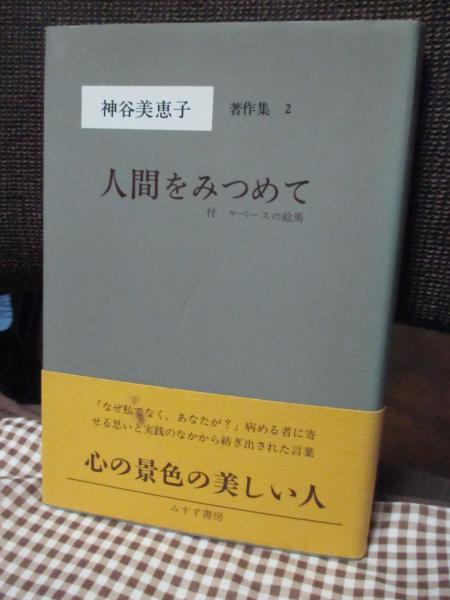 神谷美恵子 著作集 2
人間をみつめて
付 ケベースの絵馬
「なぜ私でなく、あなたが?」病める者に寄
せる思いと実践のなかから紡ぎ出された言葉
心の景色の美しい人
みすず書房